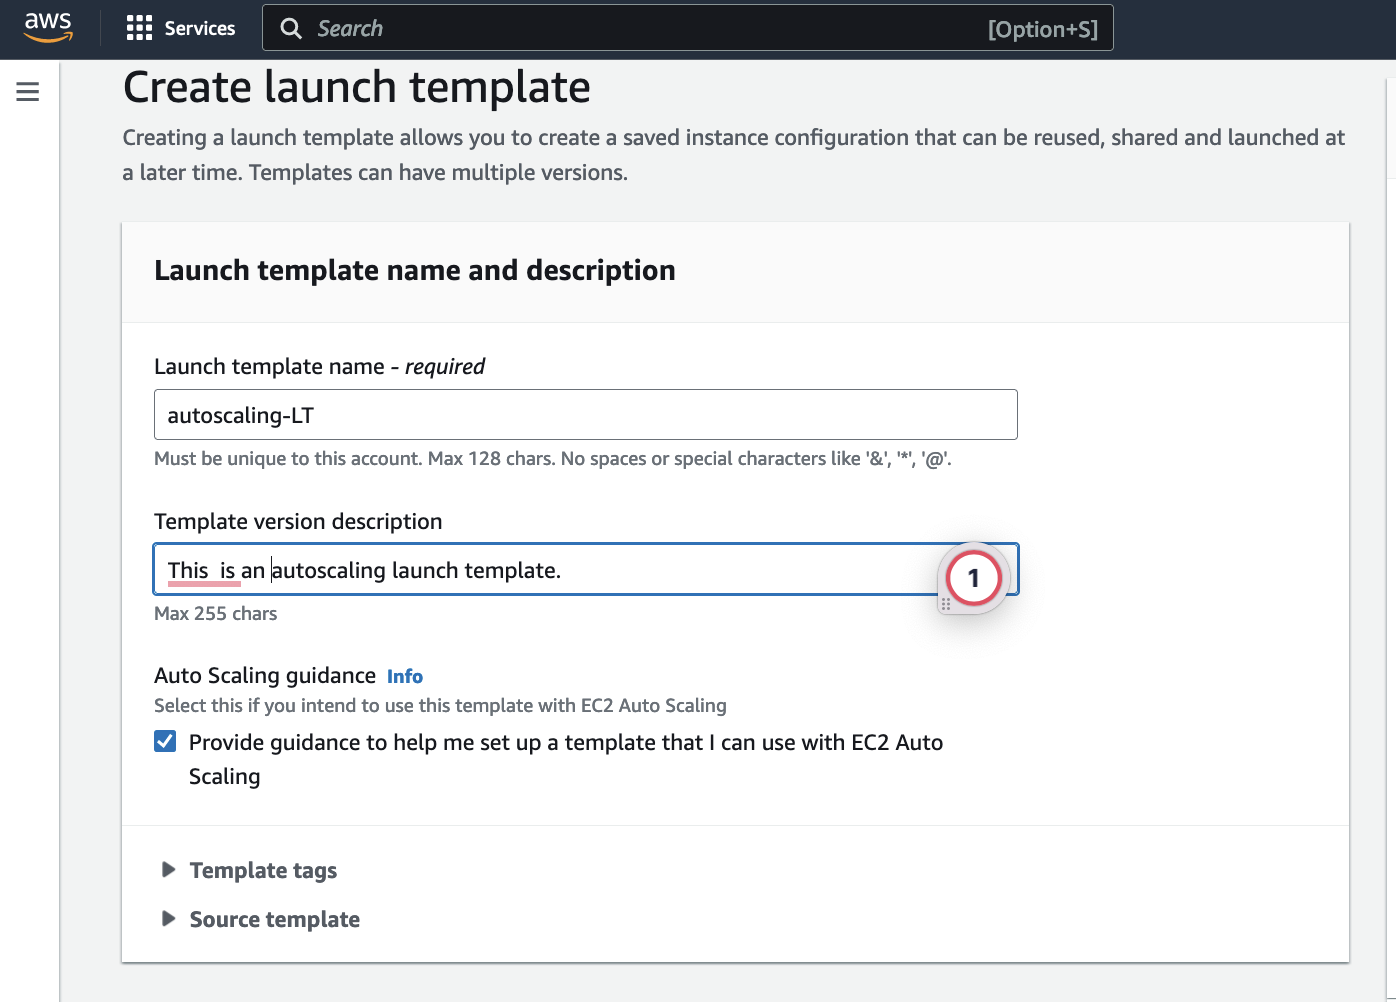 aws Services Search [Option+S]
Create launch template
Creating a launch template allows you to create a saved instance configuration that can be reused, shared and launched at
a later time. Templates can have multiple versions.
Launch template name and description
Launch template name - required
autoscaling-LT
Must be unique to this account. Max 128 chars. No spaces or special characters like '&', '*', '@'.
Template version description
This  is an autoscaling launch template.
1
Max 255 chars
Auto Scaling guidance Info
Select this if you intend to use this template with EC2 Auto Scaling
Provide guidance to help me set up a template that I can use with EC2 Auto
Scaling
Template tags
Source template